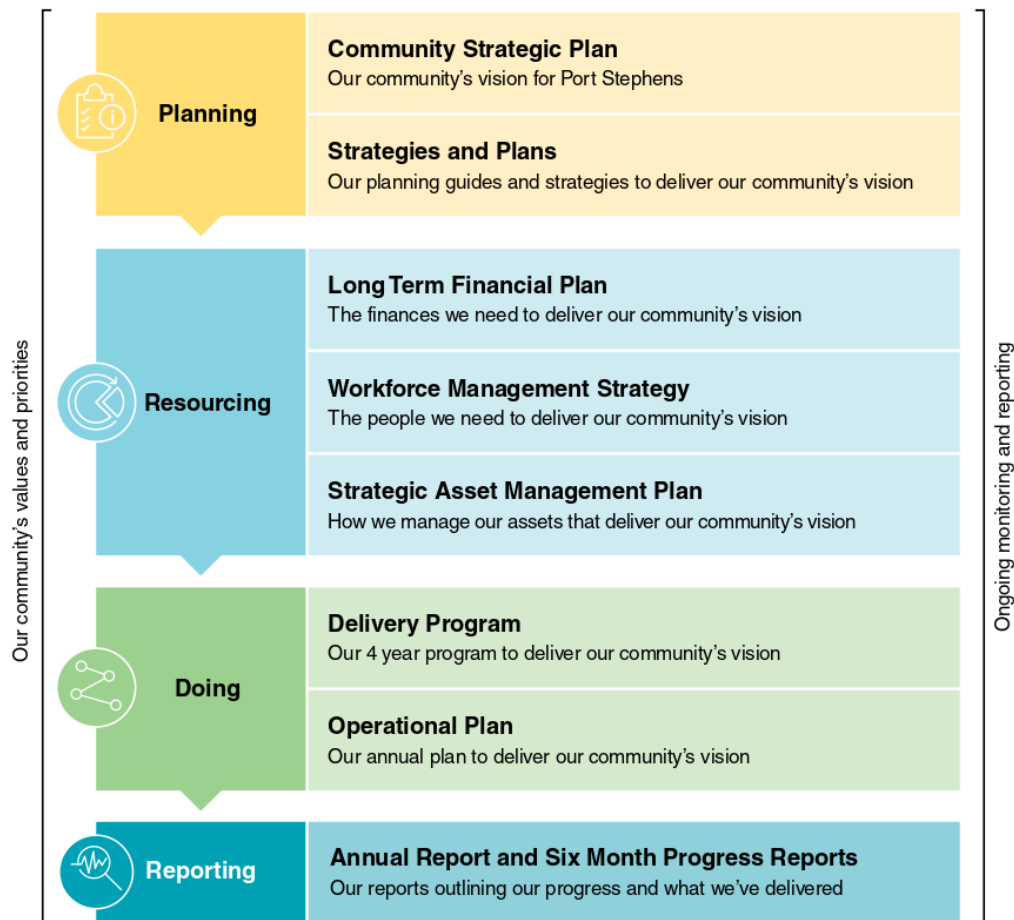 Our community’s values and priorities
Planning
Community Strategic Plan
Our community’s vision for Port Stephens
Strategies and Plans
Our planning guides and strategies to deliver our community’s vision
Resourcing
Long Term Financial Plan
The finances we need to deliver our community’s vision
Workforce Management Strategy
The people we need to deliver our community’s vision
Strategic Asset Management Plan
How we manage our assets that deliver our community’s vision
Doing
Delivery Program
Our 4 year program to deliver our community’s vision
Operational Plan
Our annual plan to deliver our community’s vision
Reporting
Annual Report and Six Month Progress Reports
Our reports outlining our progress and what we’ve delivered
Ongoing monitoring and reporting